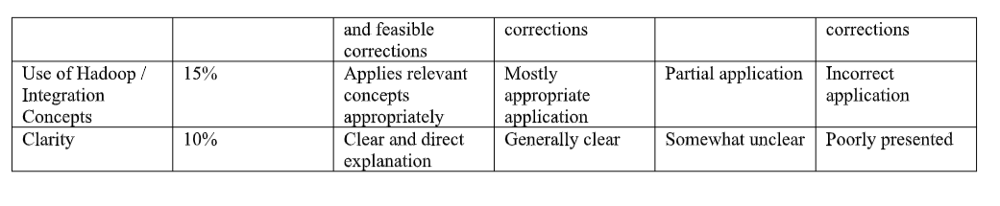 and feasible corrections
corrections corrections
Use of Hadoop / Integration Concepts
15%
Applies relevant concepts appropriately
Mostly appropriate application
Partial application
Incorrect application
Clarity
10%
Clear and direct explanation
Generally clear
Somewhat unclear
Poorly presented